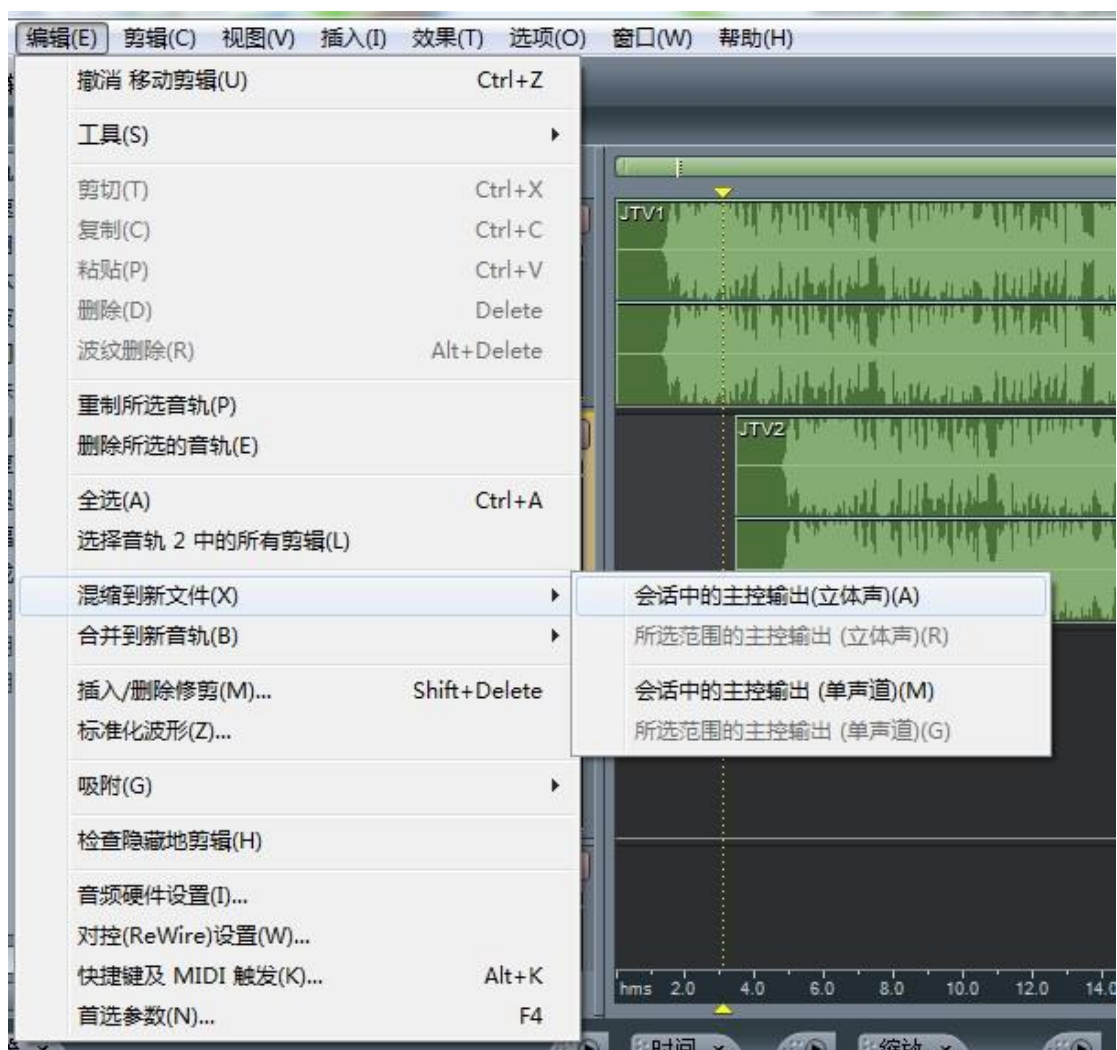 编辑(E) 剪辑(C) 视图(V) 插入(I) 效果(T) 选项(O) 窗口(W) 帮助(H)
撤消 移动剪辑(U) Ctrl+Z
工具(S)
剪切(T) Ctrl+X
复制(C) Ctrl+C
粘贴(P) Ctrl+V
删除(D) Delete
波纹删除(R) Alt+Delete
重制所选音轨(P)
删除所选的音轨(E)
全选(A) Ctrl+A
选择音轨 2 中的所有剪辑(L)
混缩到新文件(X)
合并到新音轨(B)
插入/删除修剪(M)... Shift+Delete
标准化波形(Z)...
吸附(G)
检查隐藏地剪辑(H)
音频硬件设置(I)...
对控(ReWire)设置(W)...
快捷键及 MIDI 触发(K)... Alt+K
首选参数(N)... F4
会话中的主控输出(立体声)(A)
所选范围的主控输出 (立体声)(R)
会话中的主控输出 (单声道)(M)
所选范围的主控输出 (单声道)(G)
JTV1
JTV2
hms 2.0 4.0 6.0 8.0 10.0 12.0 14.0
时间
缩放